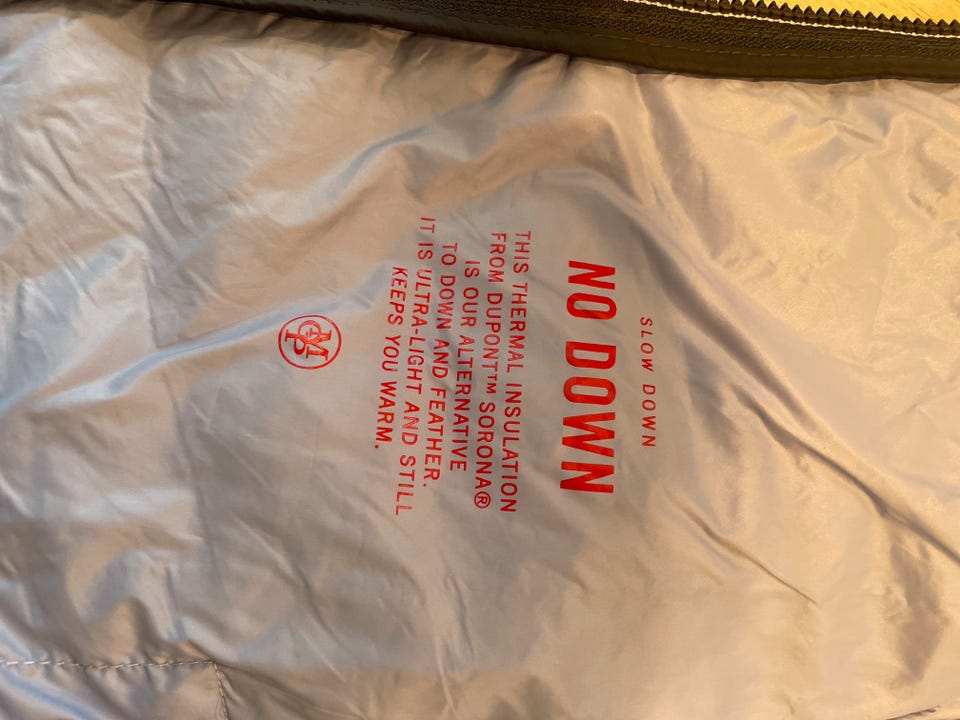 SLOW DOWN
NO DOWN
THIS THERMAL INSULATION
FROM DUPONT™ SORONA®
IS OUR ALTERNATIVE
TO DOWN AND FEATHER.
IT IS ULTRA-LIGHT AND STILL
KEEPS YOU WARM.